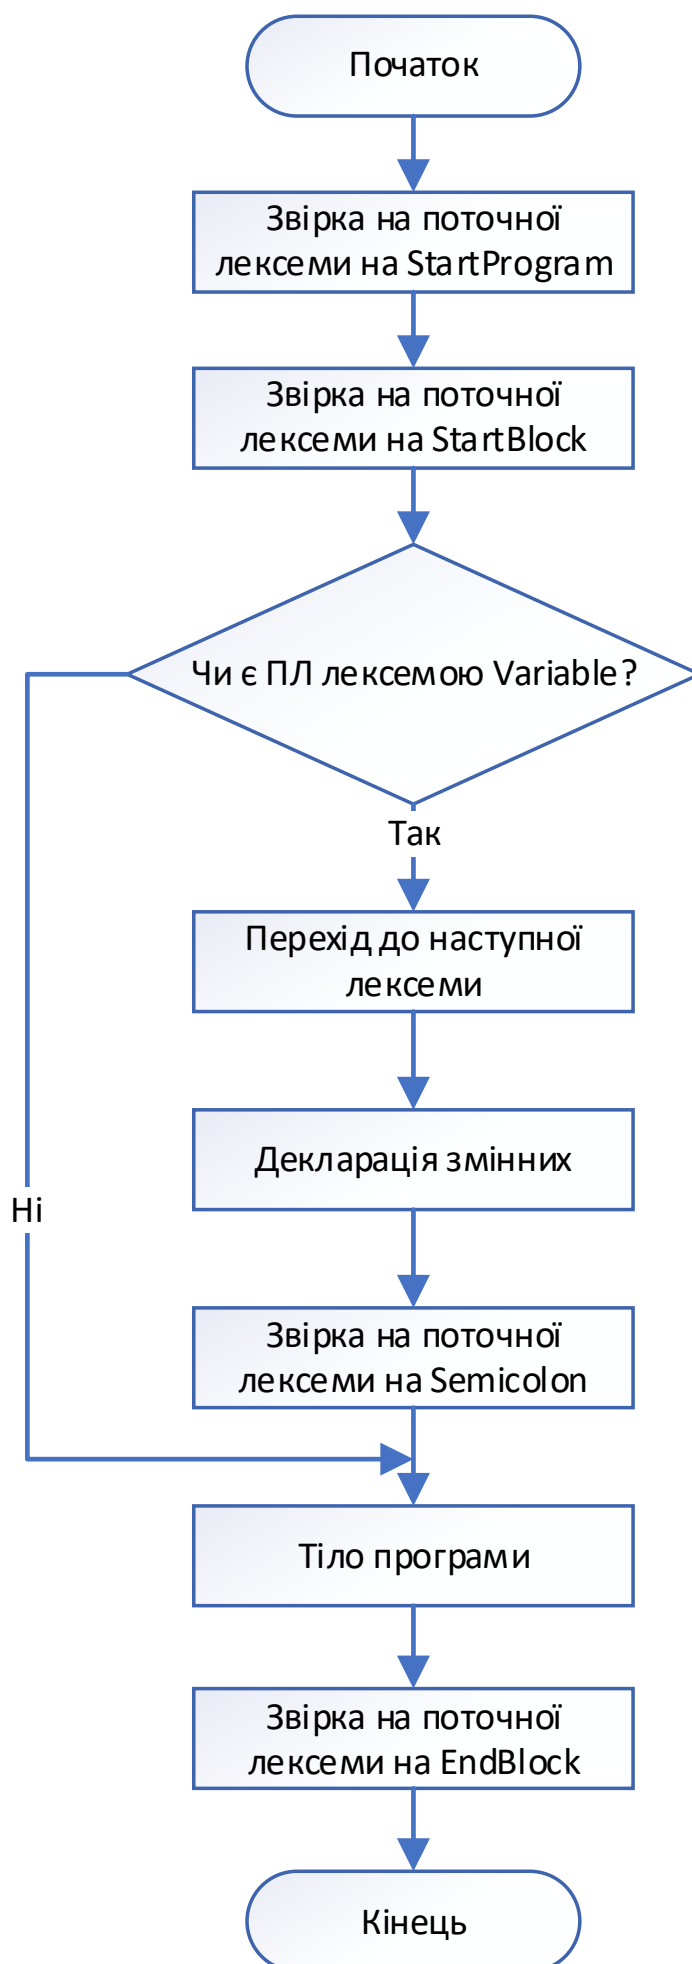 Початок
Звірка на поточної
лексеми на StartProgram
Звірка на поточної
лексеми на StartBlock
Чи є ПЛ лексемою Variable?
Так
Перехід до наступної
лексеми
Декларація змінних
Ні
Звірка на поточної
лексеми на Semicolon
Тіло програми
Звірка на поточної
лексеми на EndBlock
Кінець